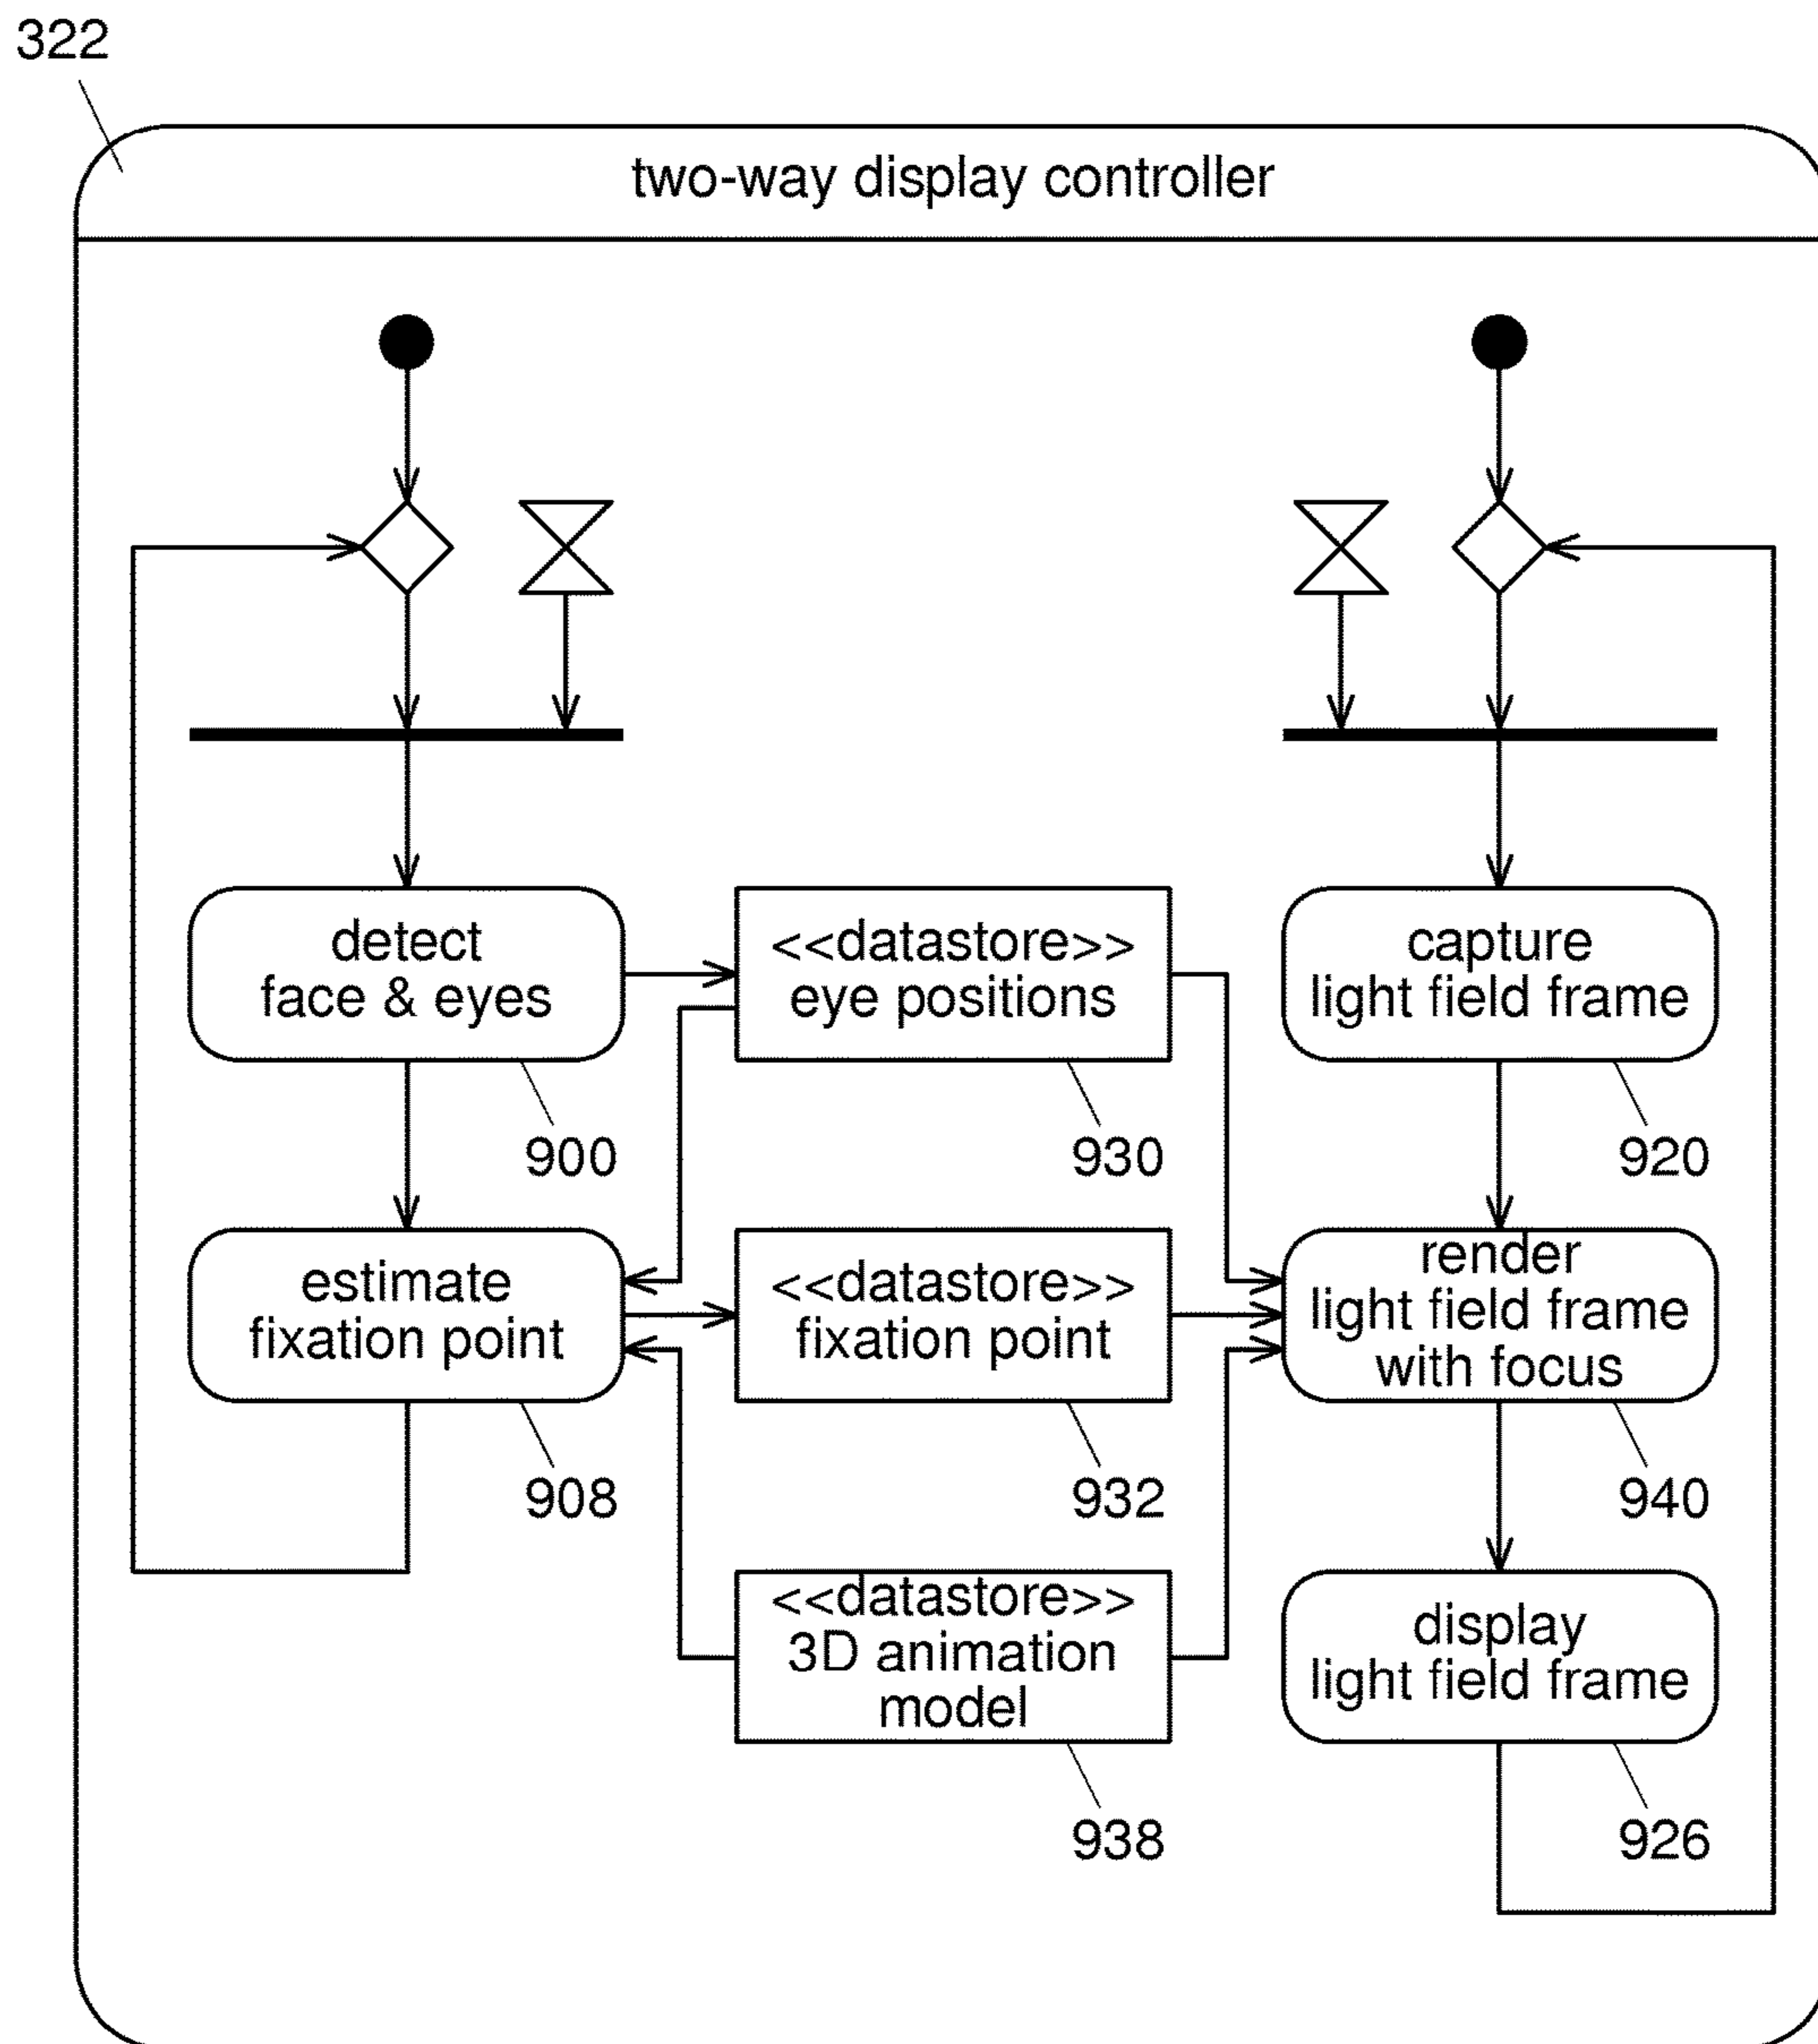 322
two-way display controller
detect
face & eyes
<<datastore>>
eye positions
capture
light field frame
900
930
920
estimate
fixation point
<<datastore>>
fixation point
render
light field frame
with focus
908
932
940
<<datastore>>
3D animation
model
display
light field frame
938
926